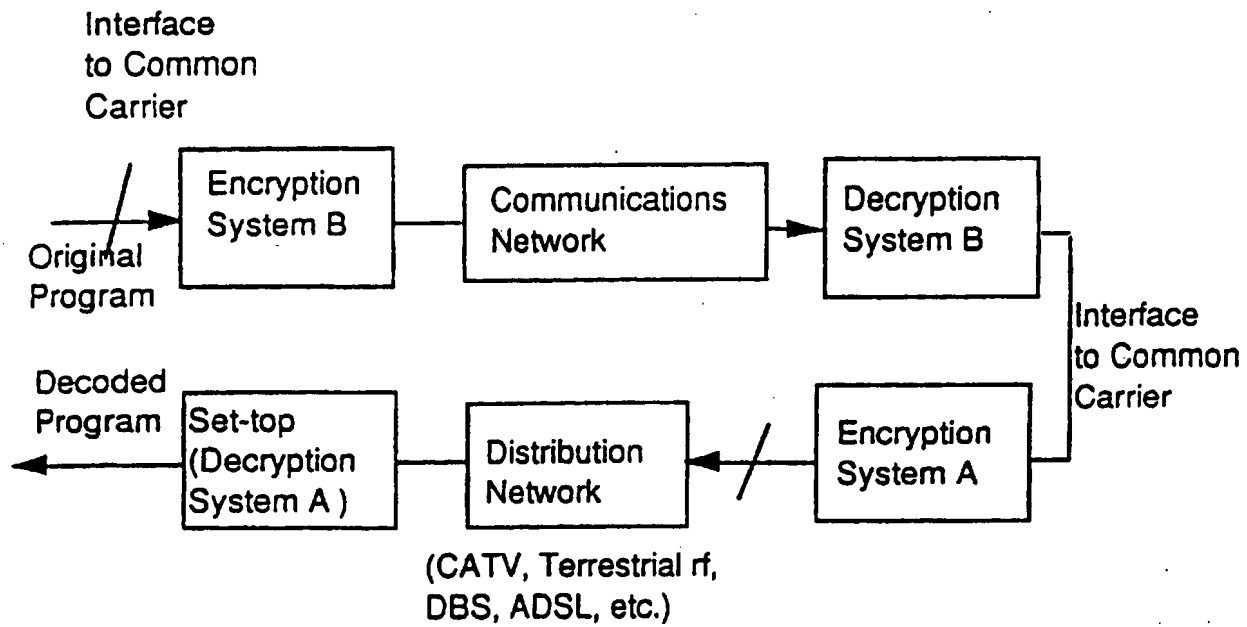 Interface
to Common
Carrier
Encryption
System B
Communications
Network
Decryption
System B
Original
Program
Interface
to Common
Carrier
Decoded
Program
Set-top
(Decryption
System A )
Distribution
Network
Encryption
System A
(CATV, Terrestrial rf,
DBS, ADSL, etc.)